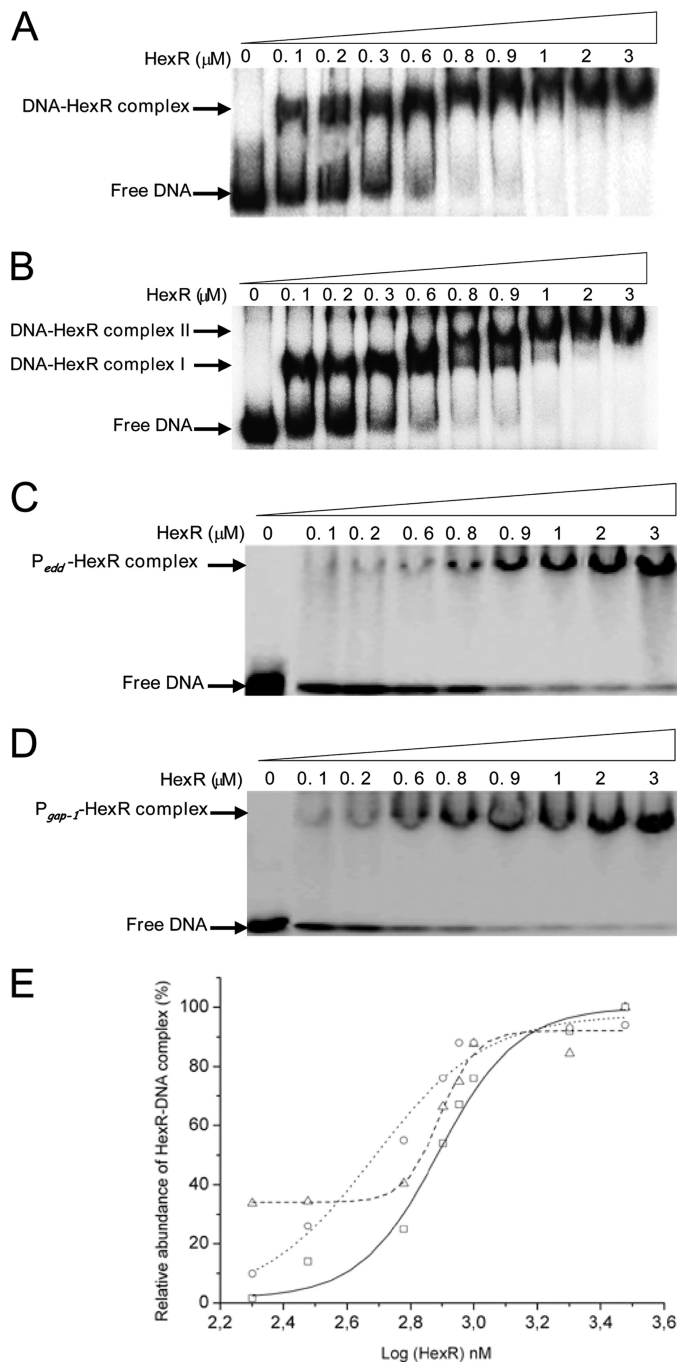 A
HexR (μM) 0 0. 1 0. 2 0. 3 0. 6 0. 8 0. 9 1 2 3
DNA-HexR complex
Free DNA
B
HexR (μM) 0 0. 1 0. 2 0. 3 0. 6 0. 8 0. 9 1 2 3
DNA-HexR complex II
DNA-HexR complex I
Free DNA
C
HexR (μM) 0 0. 1 0. 2 0. 6 0. 8 0. 9 1 2 3
Pedd-HexR complex
Free DNA
D
HexR (μM) 0 0. 1 0. 2 0. 6 0. 8 0. 9 1 2 3
Pgap-1-HexR complex
Free DNA
E
Relative abundance of HexR-DNA complex (%)
100
80
60
40
20
0
2,2 2,4 2,6 2,8 3,0 3,2 3,4 3,6
Log (HexR) nM